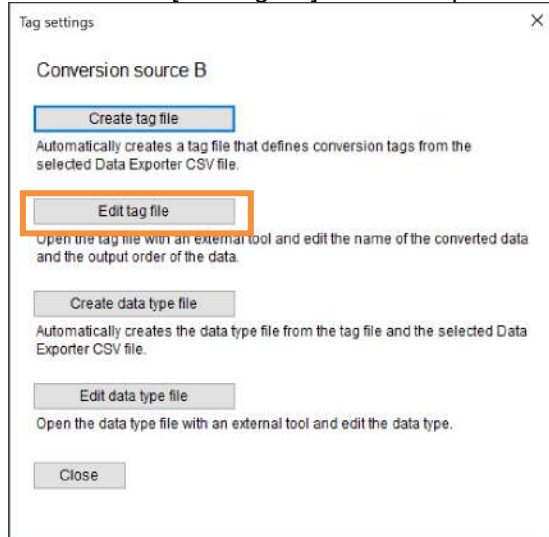 Tag settings
Conversion source B
Create tag file
Automatically creates a tag file that defines conversion tags from the
selected Data Exporter CSV file.
Edit tag file
Open the tag file with an external tool and edit the name of the converted data
and the output order of the data.
Create data type file
Automatically creates the data type file from the tag file and the selected Data
Exporter CSV file.
Edit data type file
Open the data type file with an external tool and edit the data type.
Close